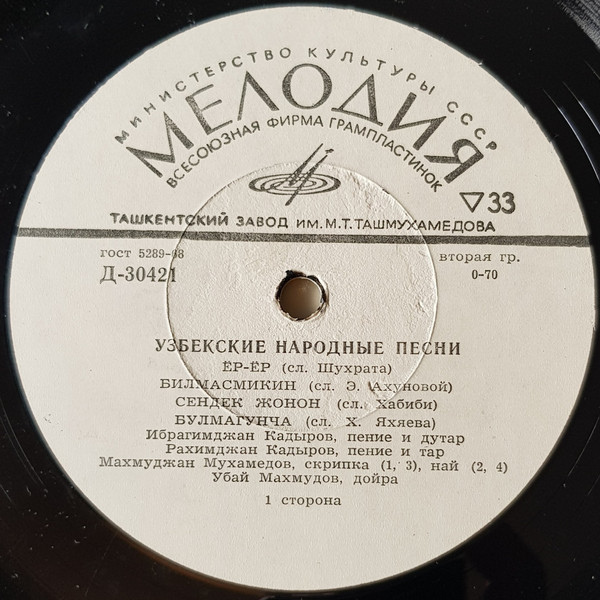 МИНИСТЕРСТВО КУЛЬТУРЫ СССР
МЕЛОДИЯ
ВСЕСОЮЗНАЯ ФИРМА ГРАМПЛАСТИНОК
▽33
ТАШКЕНТСКИЙ ЗАВОД ИМ. М.Т. ТАШМУХАМЕДОВА
гост 5289-68
вторая гр.
Д-30421
0-70
УЗБЕКСКИЕ НАРОДНЫЕ ПЕСНИ
ЁР-ЁР (сл. Шухрата)
БИЛМАСМИКИН (сл. Э. Ахуновой)
СЕНДЕК ЖОНОН (сл. Хабиби)
БУЛМАГУНЧА (сл. Х. Яхяева)
Ибрагимджан Кадыров, пение и дутар
Рахимджан Кадыров, пение и тар
Махмуджан Мухамедов, скрипка (1, 3), най (2, 4)
Убай Махмудов, дойра
1 сторона